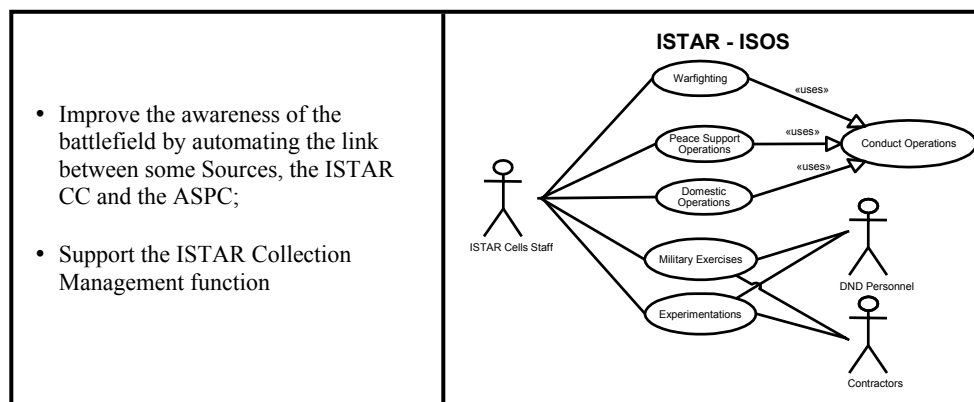 • Improve the awareness of the
battlefield by automating the link
between some Sources, the ISTAR
CC and the ASPC;
• Support the ISTAR Collection
Management function
ISTAR - ISOS
Warfighting
«uses»
Peace Support
Operations
«uses»
Conduct Operations
«uses»
Domestic
Operations
ISTAR Cells Staff
Military Exercises
DND Personnel
Experimentations
Contractors